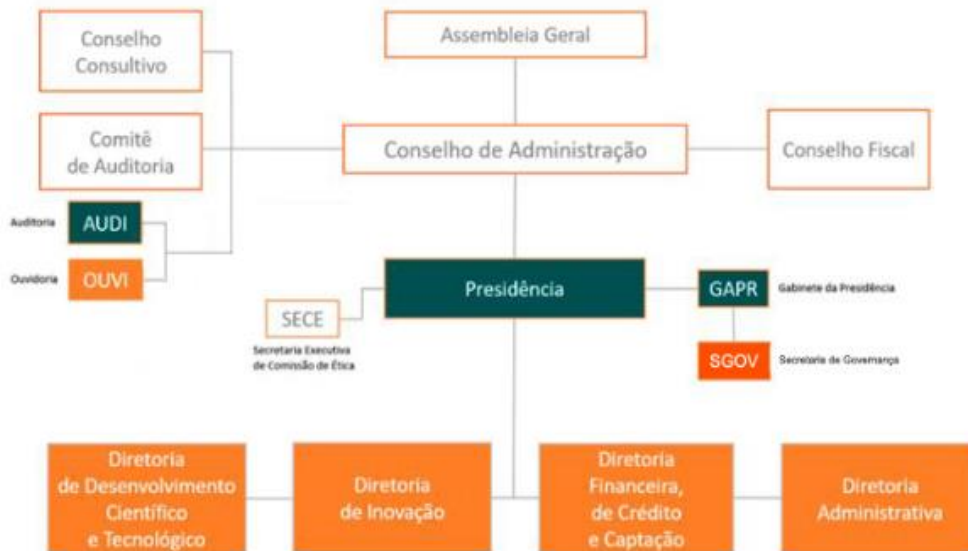 Conselho
Consultivo
Assembleia Geral
Comitê
de Auditoria
Conselho de Administração
Conselho Fiscal
Auditoria
AUDI
Ouvidoria
OUVI
Presidência
GAPR
Gabinete da Presidência
SECE
Secretaria Executiva
de Comissão de Ética
SGOV
Secretaria de Governança
Diretoria
de Desenvolvimento
Científico
e Tecnológico
Diretoria
de Inovação
Diretoria
Financeira,
de Crédito
e Captação
Diretoria
Administrativa